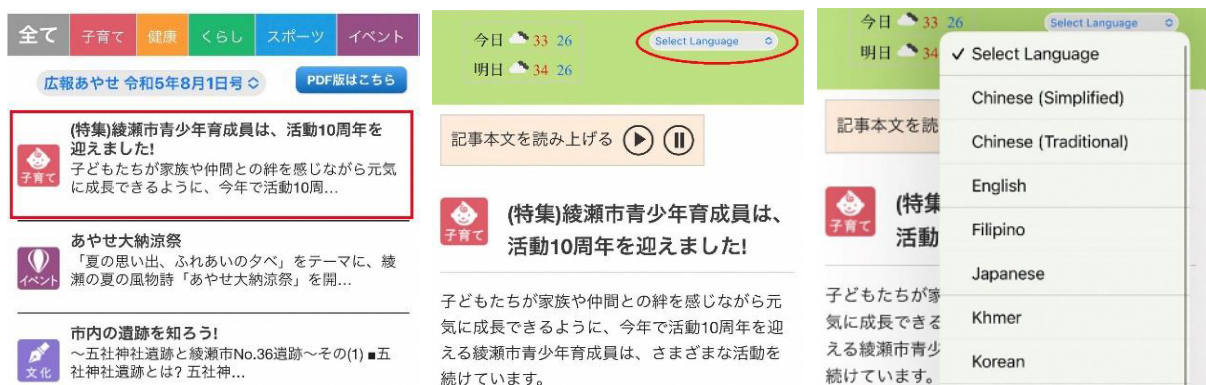 全て 子育て 健康 くらし スポーツ イベント
広報あやせ 令和5年8月1日号
PDF版はこちら
(特集)綾瀬市青少年育成員は、活動10周年を
迎えました!
子どもたちが家族や仲間との絆を感じながら元気
に成長できるように、今年で活動10周…
子育て
あやせ大納涼祭
「夏の思い出、ふれあいの夕べ」をテーマに、綾
瀬の夏の風物詩「あやせ大納涼祭」を開…
イベント
市内の遺跡を知ろう!
～五社神社遺跡と綾瀬市No.36遺跡～その(1) ■五
社神社遺跡とは? 五社神…
文化
今日 33 26
明日 34 26
Select Language
記事本文を読み上げる
子育て
(特集)綾瀬市青少年育成員は、
活動10周年を迎えました!
子どもたちが家族や仲間との絆を感じながら元
気に成長できるように、今年で活動10周年を迎
える綾瀬市青少年育成員は、さまざまな活動を
続けています。
今日 33 26
明日 34
Select Language
記事本文を読
子育て
(特集
活動
子どもたちが家
気に成長できる
える綾瀬市青少
続けています。
✓ Select Language
Chinese (Simplified)
Chinese (Traditional)
English
Filipino
Japanese
Khmer
Korean